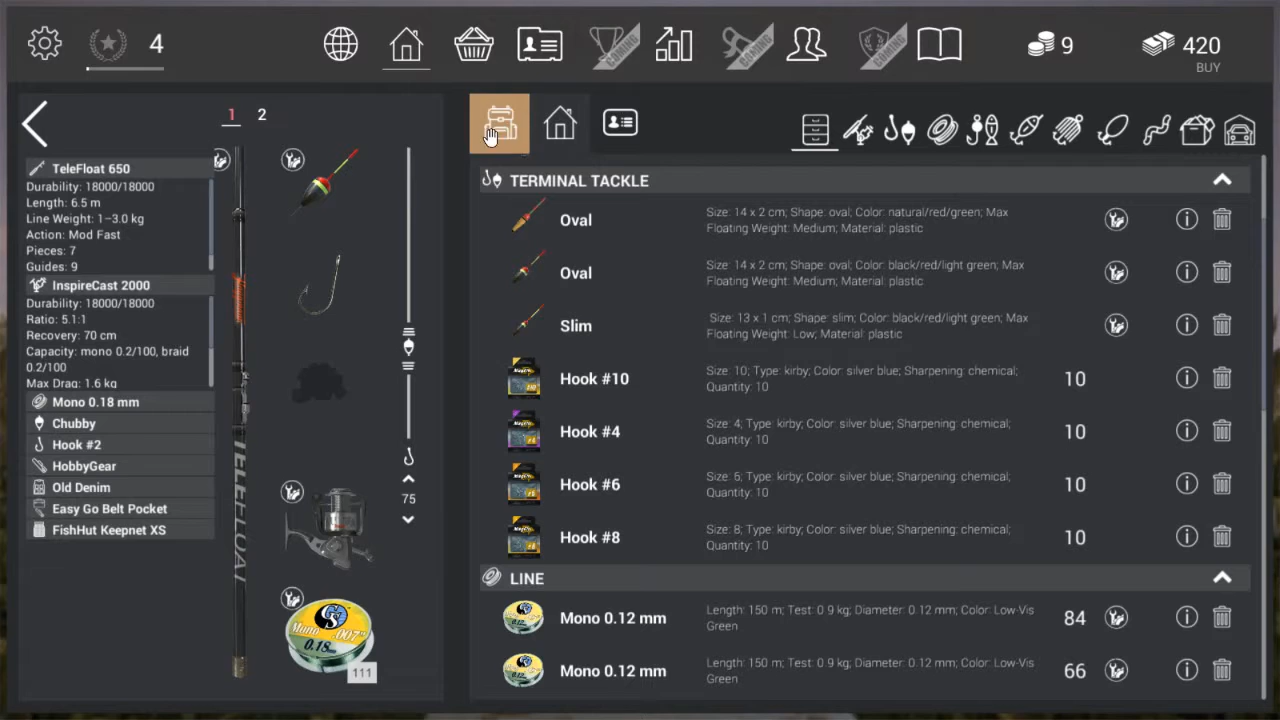 4
COMING
COMING
COMING
9
420
BUY
1
2
TeleFloat 650
Durability: 18000/18000
Length: 6.5 m
Line Weight: 1–3.0 kg
Action: Mod Fast
Pieces: 7
Guides: 9
InspireCast 2000
Durability: 18000/18000
Ratio: 5.1:1
Recovery: 70 cm
Capacity: mono 0.2/100, braid
0.2/100
Max Drag: 1.6 kg
Mono 0.18 mm
Chubby
Hook #2
HobbyGear
Old Denim
Easy Go Belt Pocket
FishHut Keepnet XS
TELEFLOAT
75
Mono .007"
0.18mm
111
TERMINAL TACKLE
Oval
Size: 14 x 2 cm; Shape: oval; Color: natural/red/green; Max
Floating Weight: Medium; Material: plastic
Oval
Size: 14 x 2 cm; Shape: oval; Color: black/red/light green; Max
Floating Weight: Medium; Material: plastic
Slim
Size: 13 x 1 cm; Shape: slim; Color: black/red/light green; Max
Floating Weight: Low; Material: plastic
Hook #10
Size: 10; Type: kirby; Color: silver blue; Sharpening: chemical;
Quantity: 10
10
Hook #4
Size: 4; Type: kirby; Color: silver blue; Sharpening: chemical;
Quantity: 10
10
Hook #6
Size: 6; Type: kirby; Color: silver blue; Sharpening: chemical;
Quantity: 10
10
Hook #8
Size: 8; Type: kirby; Color: silver blue; Sharpening: chemical;
Quantity: 10
10
LINE
Mono 0.12 mm
Length: 150 m; Test: 0.9 kg; Diameter: 0.12 mm; Color: Low-Vis
Green
84
Mono 0.12 mm
Length: 150 m; Test: 0.9 kg; Diameter: 0.12 mm; Color: Low-Vis
Green
66